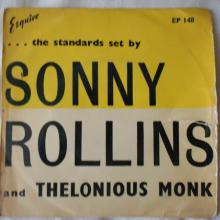 Esquire
EP 148
... the standards set by
SONNY
ROLLINS
and THELONIOUS MONK